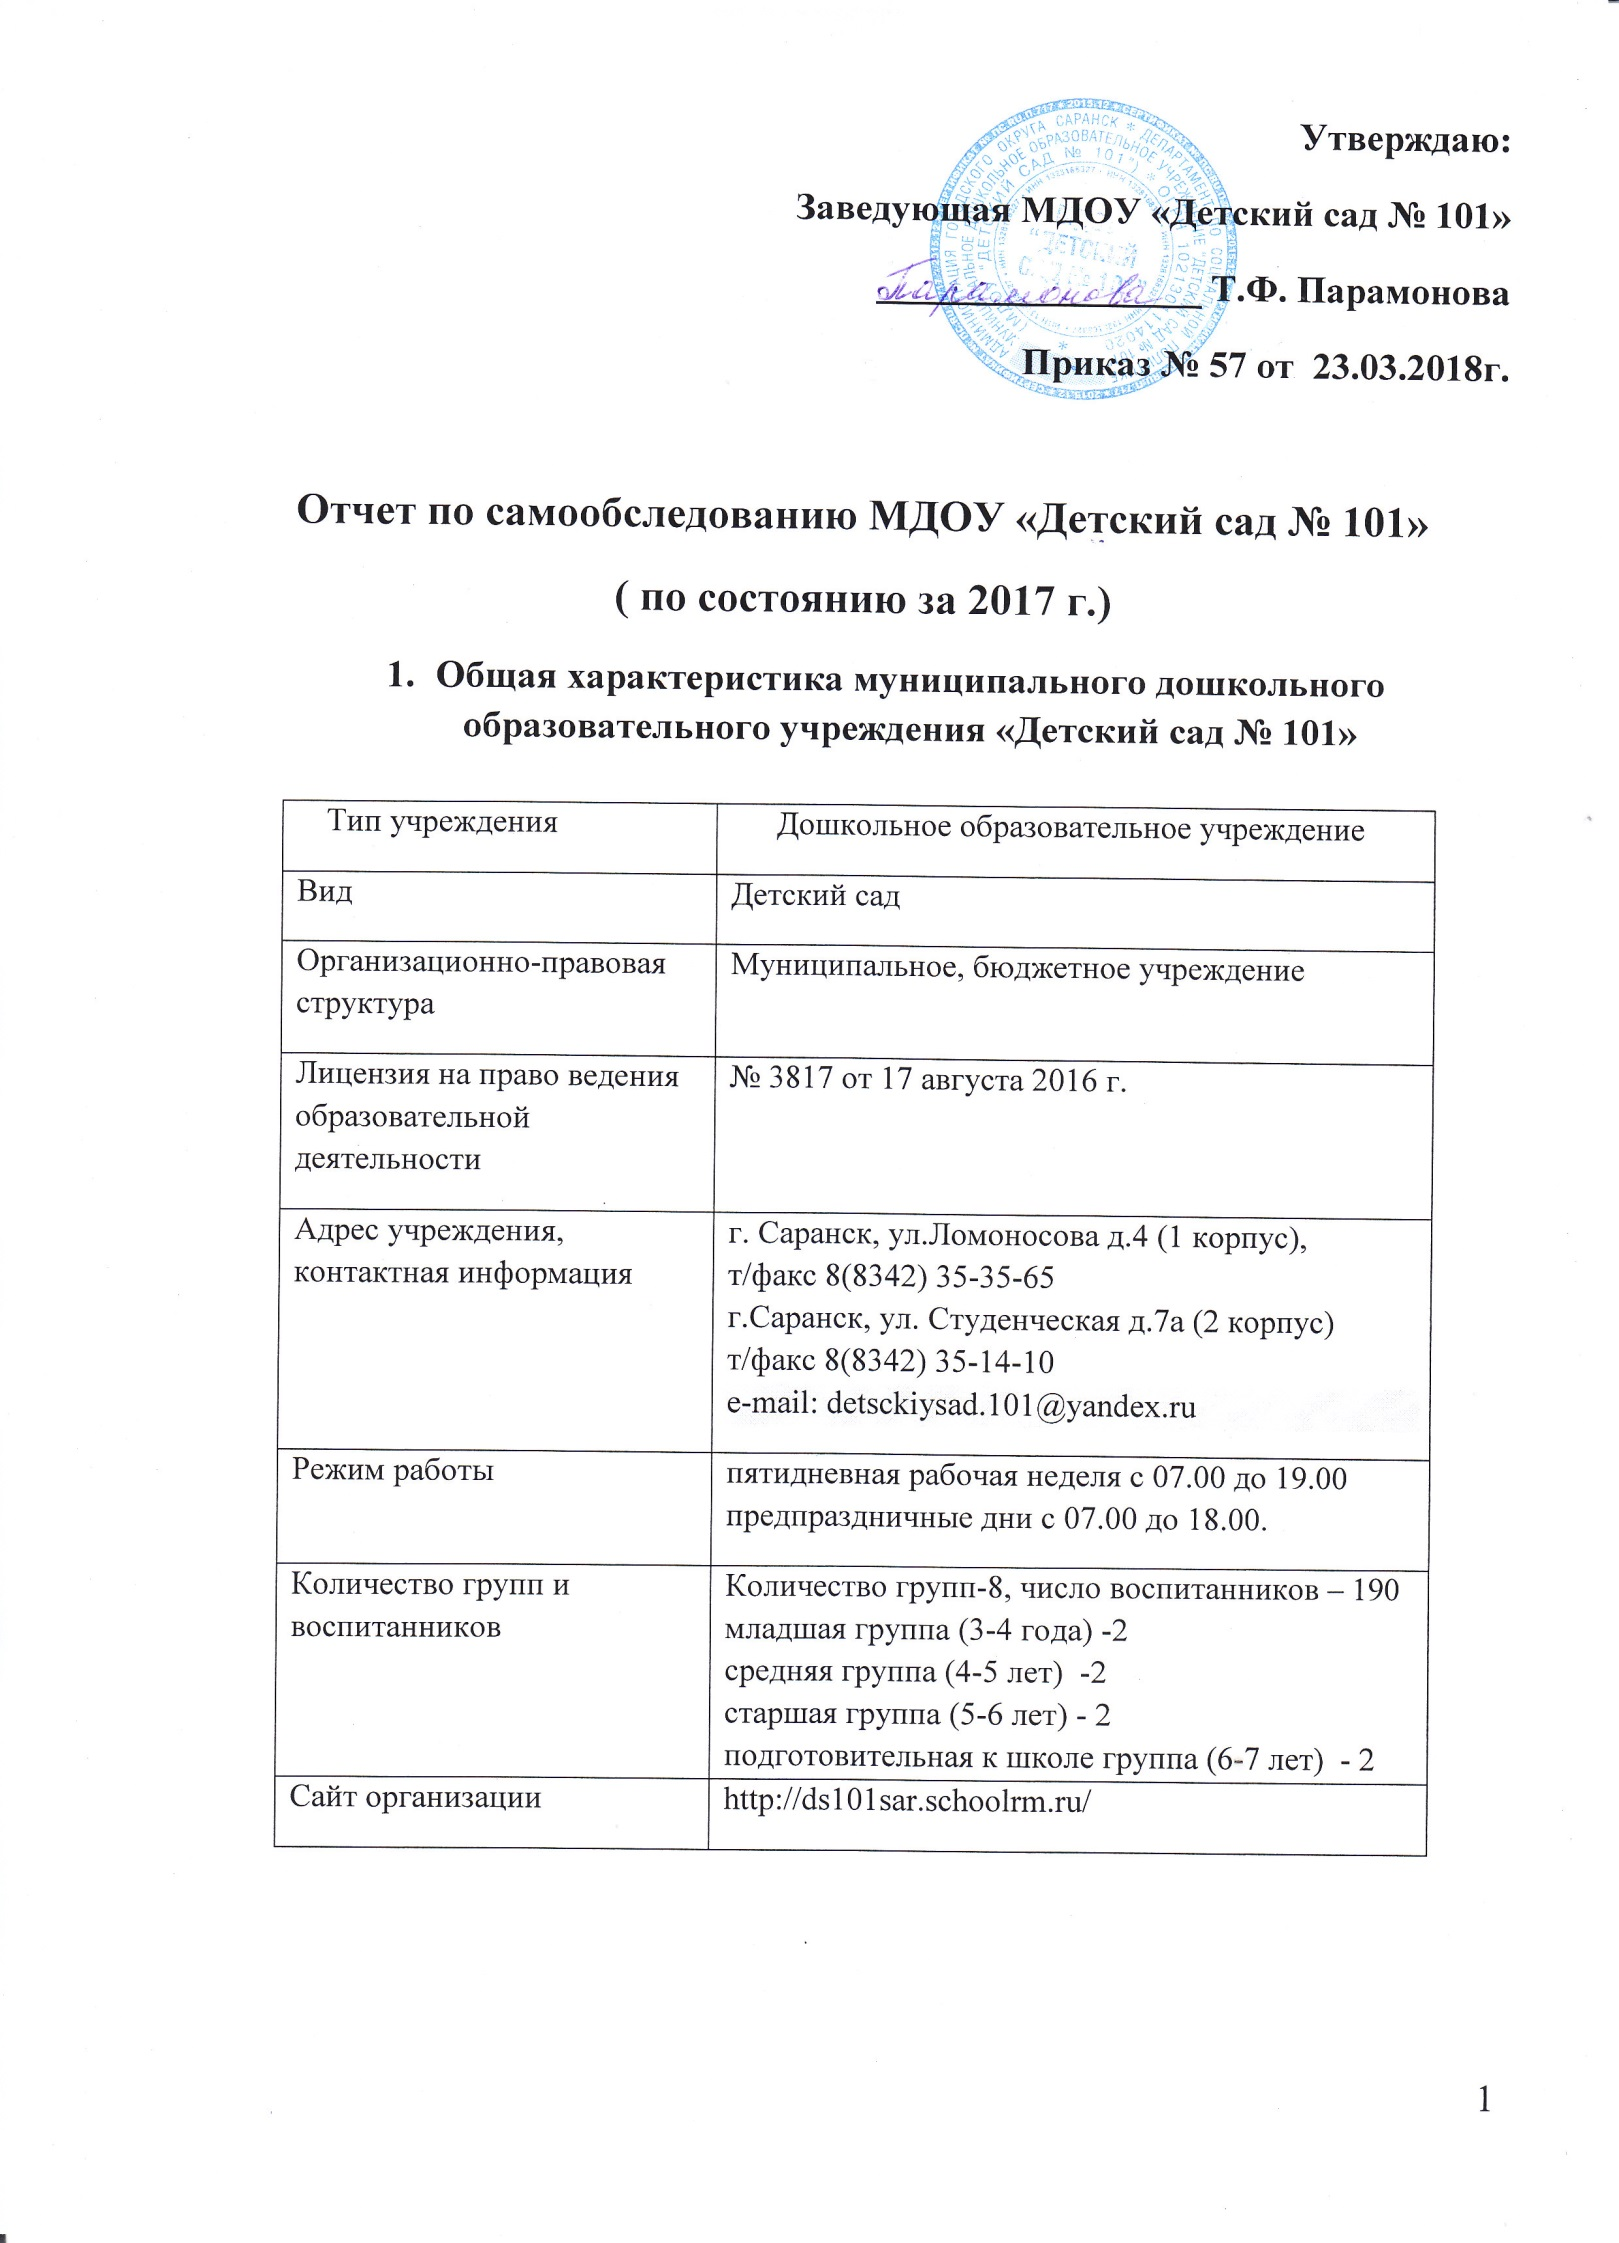 Утверждаю:
Заведующая МДОУ «Детский сад № 101»
Парамонова Т.Ф. Парамонова
Приказ № 57 от 23.03.2018г.
Отчет по самообследованию МДОУ «Детский сад № 101»
( по состоянию за 2017 г.)
1. Общая характеристика муниципального дошкольного
образовательного учреждения «Детский сад № 101»
Тип учреждения
Дошкольное образовательное учреждение
Вид
Детский сад
Организационно-правовая
структура
Муниципальное, бюджетное учреждение
Лицензия на право ведения
образовательной
деятельности
№ 3817 от 17 августа 2016 г.
Адрес учреждения,
контактная информация
г. Саранск, ул.Ломоносова д.4 (1 корпус),
т/факс 8(8342) 35-35-65
г.Саранск, ул. Студенческая д.7а (2 корпус)
т/факс 8(8342) 35-14-10
e-mail: detsckiysad.101@yandex.ru
Режим работы
пятидневная рабочая неделя с 07.00 до 19.00
предпраздничные дни с 07.00 до 18.00.
Количество групп и
воспитанников
Количество групп-8, число воспитанников – 190
младшая группа (3-4 года) -2
средняя группа (4-5 лет) -2
старшая группа (5-6 лет) - 2
подготовительная к школе группа (6-7 лет) - 2
Сайт организации
http://ds101sar.schoolrm.ru/
1